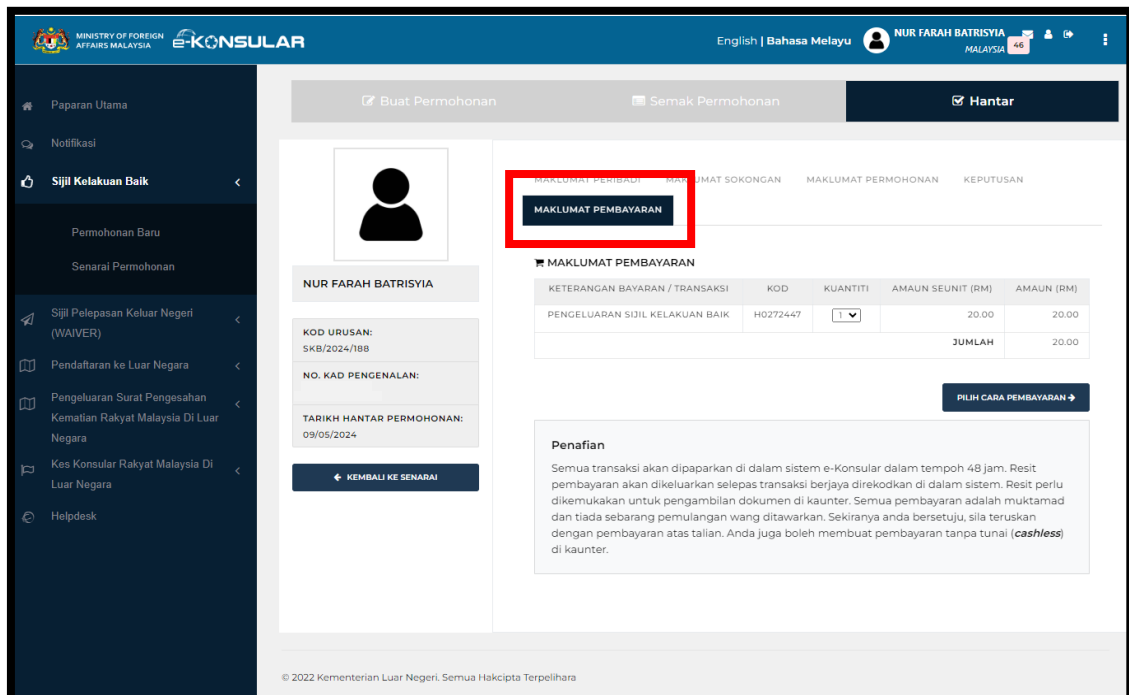 MINISTRY OF FOREIGN
AFFAIRS MALAYSIA
e-KONSULAR
English | Bahasa Melayu
NUR FARAH BATRISYIA
MALAYSIA
46
Paparan Utama
Notifikasi
Sijil Kelakuan Baik
Permohonan Baru
Senarai Permohonan
Sijil Pelepasan Keluar Negeri
(WAIVER)
Pendaftaran ke Luar Negara
Pengeluaran Surat Pengesahan
Kematian Rakyat Malaysia Di Luar
Negara
Kes Konsular Rakyat Malaysia Di
Luar Negara
Helpdesk
Buat Permohonan
Semak Permohonan
Hantar
NUR FARAH BATRISYIA
KOD URUSAN:
SKB/2024/188
NO. KAD PENGENALAN:
TARIKH HANTAR PERMOHONAN:
09/05/2024
KEMBALI KE SENARAI
MAKLUMAT PERIBADI MAKLUMAT SOKONGAN MAKLUMAT PERMOHONAN KEPUTUSAN
MAKLUMAT PEMBAYARAN
MAKLUMAT PEMBAYARAN
KETERANGAN BAYARAN / TRANSAKSI KOD KUANTITI AMAUN SEUNIT (RM) AMAUN (RM)
PENGELUARAN SIJIL KELAKUAN BAIK H0272447 1 20.00 20.00
JUMLAH 20.00
PILIH CARA PEMBAYARAN
Penafian
Semua transaksi akan dipaparkan di dalam sistem e-Konsular dalam tempoh 48 jam. Resit
pembayaran akan dikeluarkan selepas transaksi berjaya direkodkan di dalam sistem. Resit perlu
dikemukakan untuk pengambilan dokumen di kaunter. Semua pembayaran adalah muktamad
dan tiada sebarang pemulangan wang ditawarkan. Sekiranya anda bersetuju, sila teruskan
dengan pembayaran atas talian. Anda juga boleh membuat pembayaran tanpa tunai (cashless)
di kaunter.
© 2022 Kementerian Luar Negeri. Semua Hakcipta Terpelihara